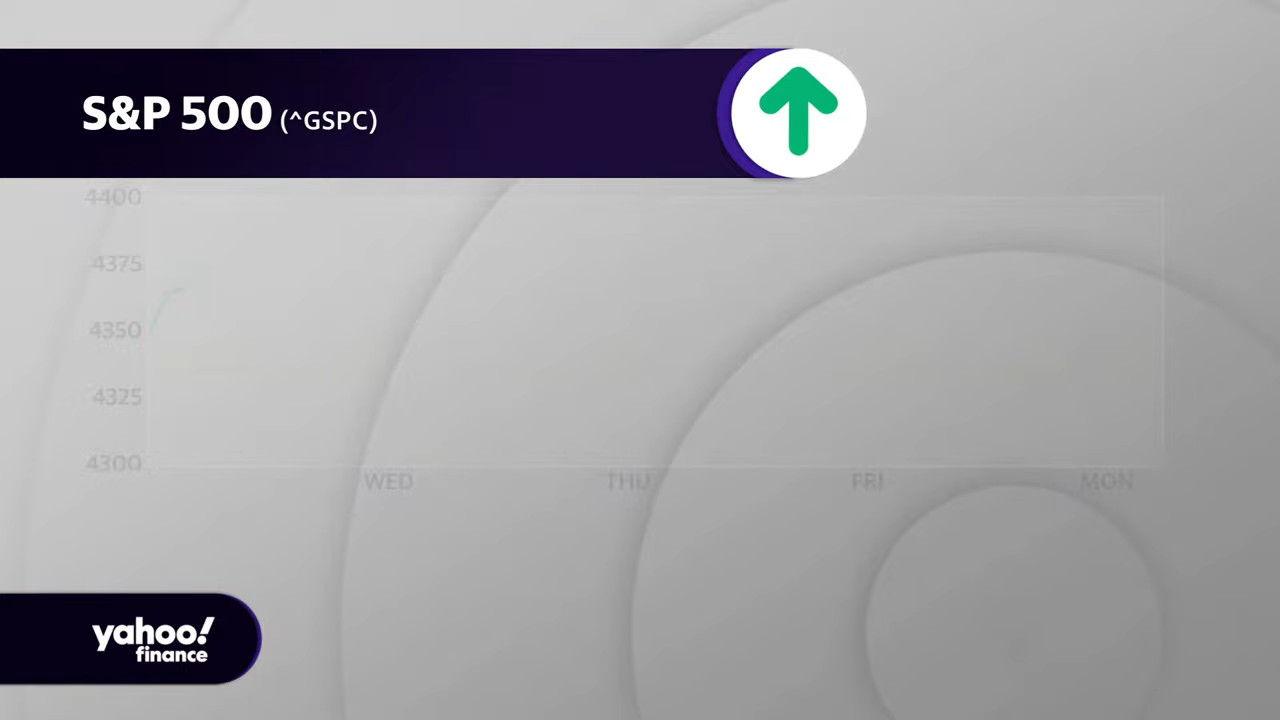 S&P 500 (^GSPC)
4400
4375
4350
4325
4300
WED THU FRI MON
yahoo!
finance